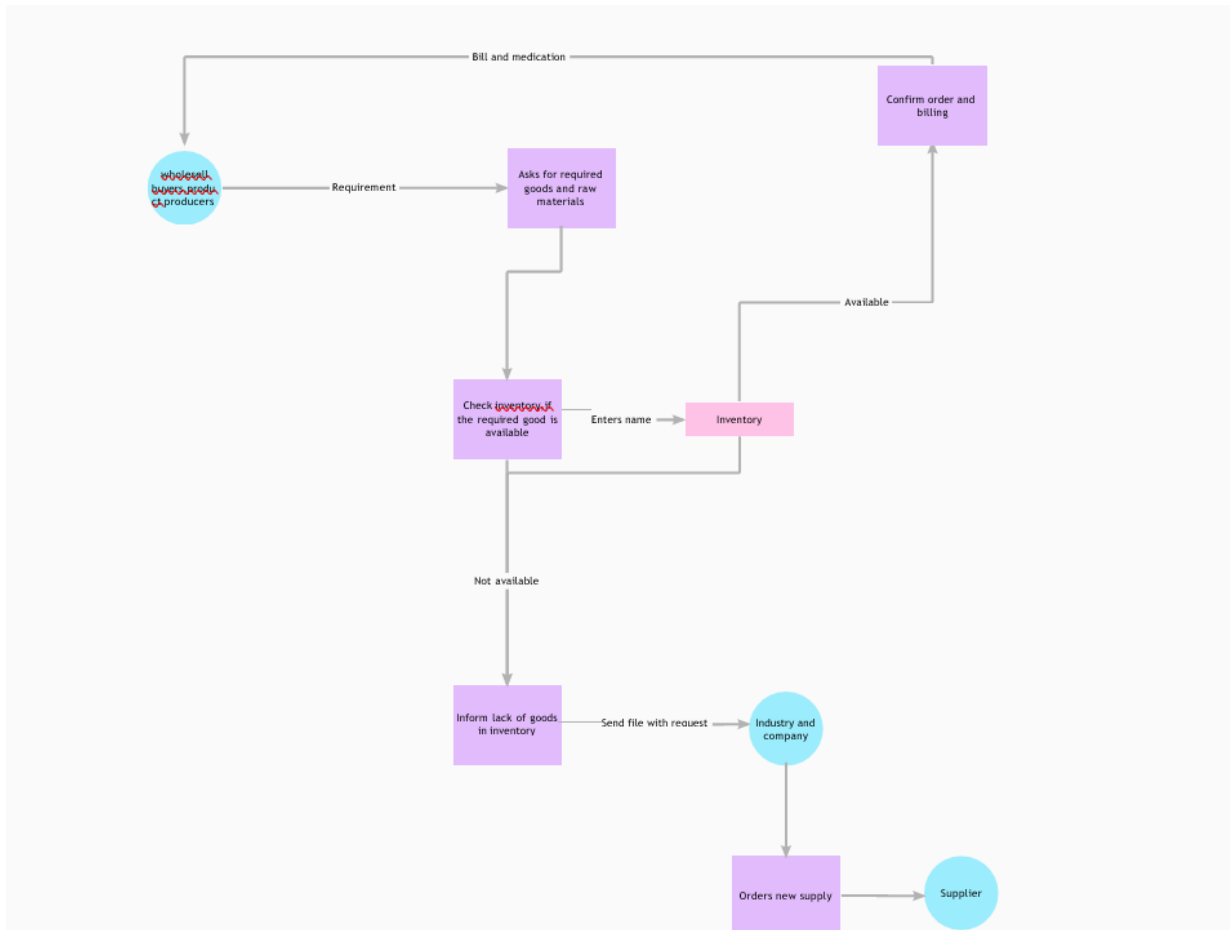 Bill and medication
Confirm order and
billing
wholesell
buyers,produ
ct producers
Requirement
Asks for required
goods and raw
materials
Available
Check inventory,if
the required good is
available
Enters name
Inventory
Not available
Inform lack of goods
in inventory
Send file with request
Industry and
company
Orders new supply
Supplier